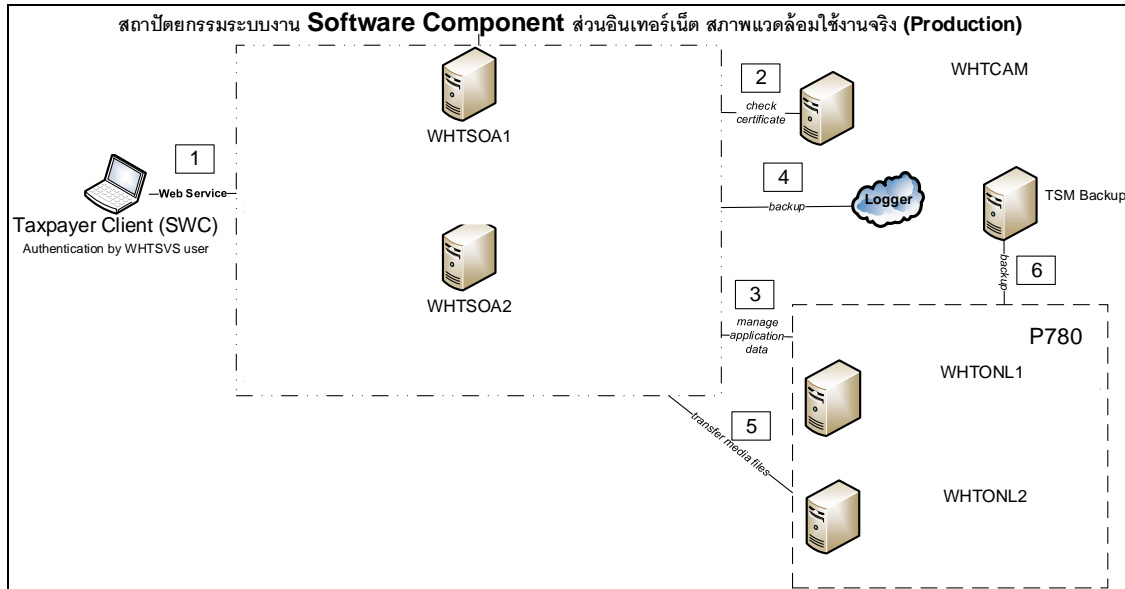 สถาปัตยกรรมระบบงาน Software Component ส่วนอินเทอร์เน็ต สภาพแวดล้อมใช้งานจริง (Production)
WHTSOA1
2
check
certificate
WHTCAM
1
Web Service
Taxpayer Client (SWC)
Authentication by WHTSVS user
4
backup
Logger
TSM Backup
WHTSOA2
3
manage
application
data
backup
6
P780
WHTONL1
5
transfer media files
WHTONL2